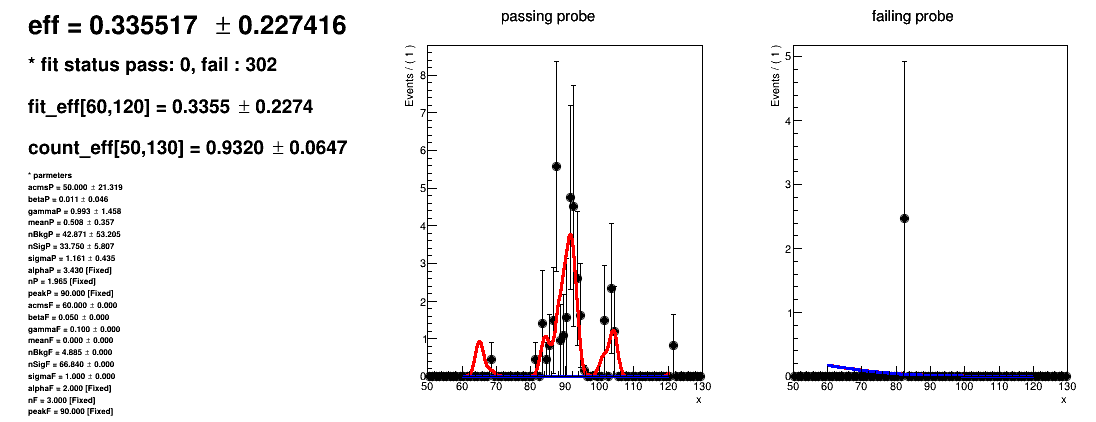 eff = 0.335517 ± 0.227416
* fit status pass: 0, fail : 302
fit_eff[60,120] = 0.3355 ± 0.2274
count_eff[50,130] = 0.9320 ± 0.0647
* parmeters
acmsP = 50.000 ± 21.319
betaP = 0.011 ± 0.046
gammaP = 0.993 ± 1.458
meanP = 0.508 ± 0.357
nBkgP = 42.871 ± 53.205
nSigP = 33.750 ± 5.807
sigmaP = 1.161 ± 0.435
alphaP = 3.430 [Fixed]
nP = 1.965 [Fixed]
peakP = 90.000 [Fixed]
acmsF = 60.000 ± 0.000
betaF = 0.050 ± 0.000
gammaF = 0.100 ± 0.000
meanF = 0.000 ± 0.000
nBkgF = 4.885 ± 0.000
nSigF = 66.840 ± 0.000
sigmaF = 1.000 ± 0.000
alphaF = 2.000 [Fixed]
nF = 3.000 [Fixed]
peakF = 90.000 [Fixed]
passing probe
Events / ( 1 )
8
7
6
5
4
3
2
1
0
50 60 70 80 90 100 110 120 130
x
failing probe
Events / ( 1 )
5
4
3
2
1
0
50 60 70 80 90 100 110 120 130
x